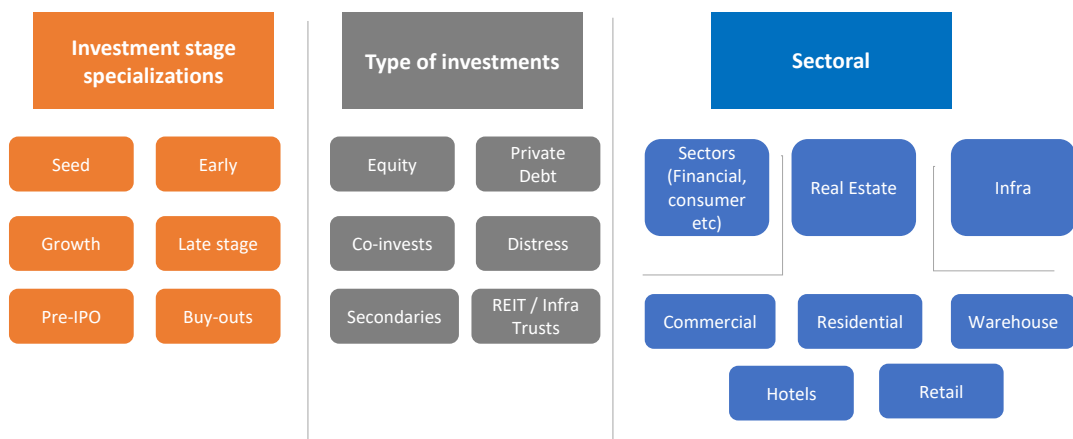 Investment stage
specializations
Type of investments
Sectoral
Seed
Early
Growth
Late stage
Pre-IPO
Buy-outs
Equity
Private
Debt
Co-invests
Distress
Secondaries
REIT / Infra
Trusts
Sectors
(Financial,
consumer
etc)
Real Estate
Infra
Commercial
Residential
Warehouse
Hotels
Retail